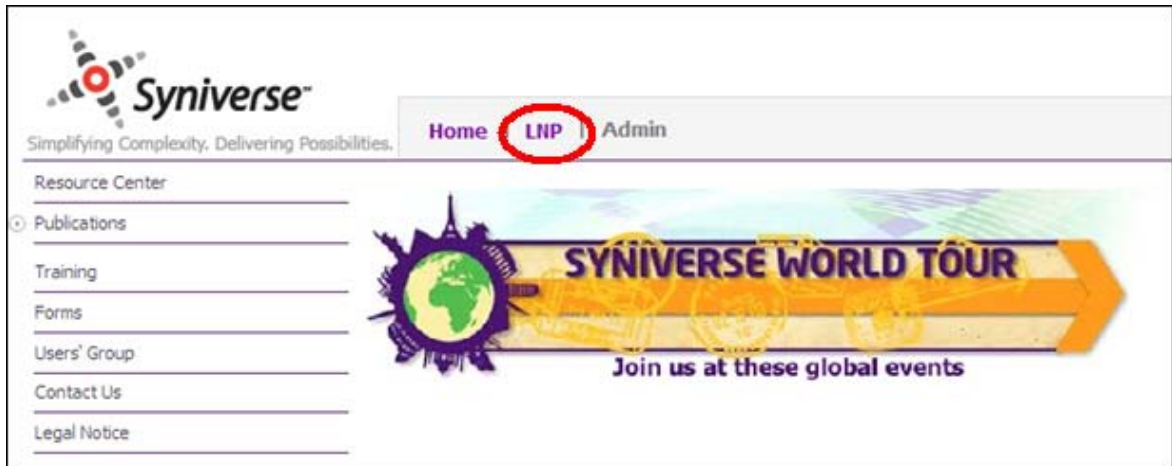 Syniverse™
Simplifying Complexity. Delivering Possibilities.
Home LNP | Admin
Resource Center
Publications
Training
Forms
Users' Group
Contact Us
Legal Notice
SYNIVERSE WORLD TOUR
Join us at these global events